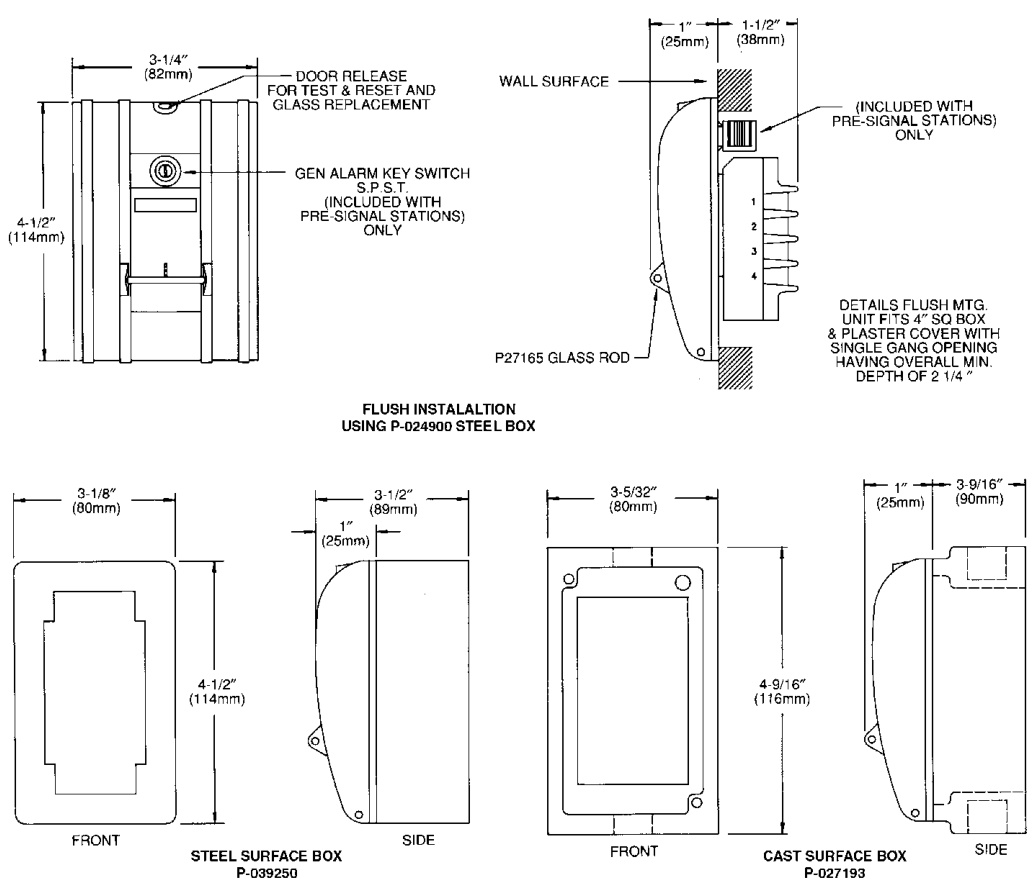 3-1/4"
(82mm)
DOOR RELEASE
FOR TEST & RESET AND
GLASS REPLACEMENT
GEN ALARM KEY SWITCH
S.P.S.T.
(INCLUDED WITH
PRE-SIGNAL STATIONS)
ONLY
4-1/2"
(114mm)
1"
(25mm)
1-1/2"
(38mm)
WALL SURFACE
(INCLUDED WITH
PRE-SIGNAL STATIONS)
ONLY
1
2
3
4
P27165 GLASS ROD
DETAILS FLUSH MTG.
UNIT FITS 4" SQ BOX
& PLASTER COVER WITH
SINGLE GANG OPENING
HAVING OVERALL MIN.
DEPTH OF 2 1/4 "
FLUSH INSTALALTION
USING P-024900 STEEL BOX
3-1/8"
(80mm)
4-1/2"
(114mm)
FRONT
3-1/2"
(89mm)
1"
(25mm)
SIDE
STEEL SURFACE BOX
P-039250
3-5/32"
(80mm)
4-9/16"
(116mm)
FRONT
1"
(25mm)
3-9/16"
(90mm)
SIDE
CAST SURFACE BOX
P-027193